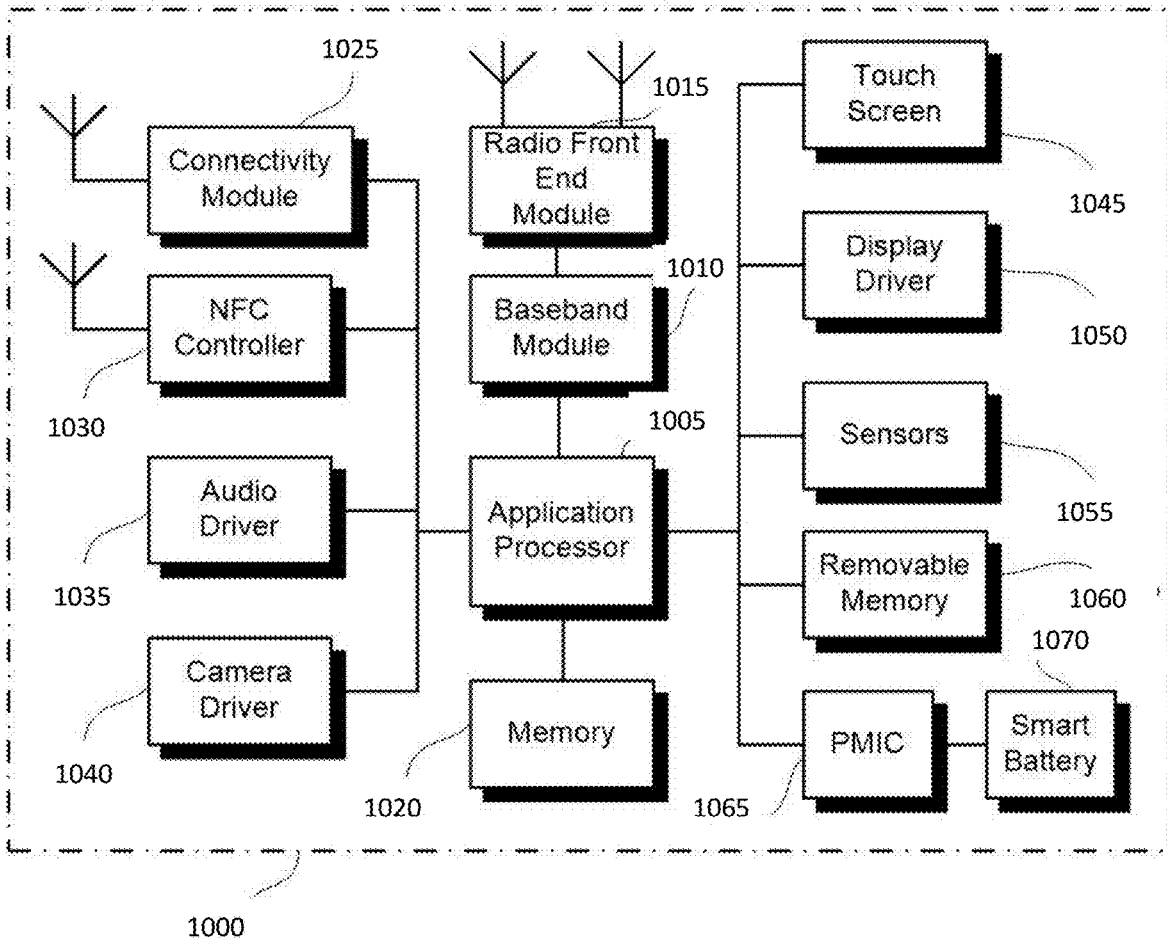 1025
Connectivity
Module
NFC
Controller
1030
Audio
Driver
1035
Camera
Driver
1040
1015
Radio Front
End
Module
1010
Baseband
Module
1005
Application
Processor
Memory
1020
Touch
Screen
1045
Display
Driver
1050
Sensors
1055
Removable
Memory
1060
1070
PMIC
Smart
Battery
1065
1000